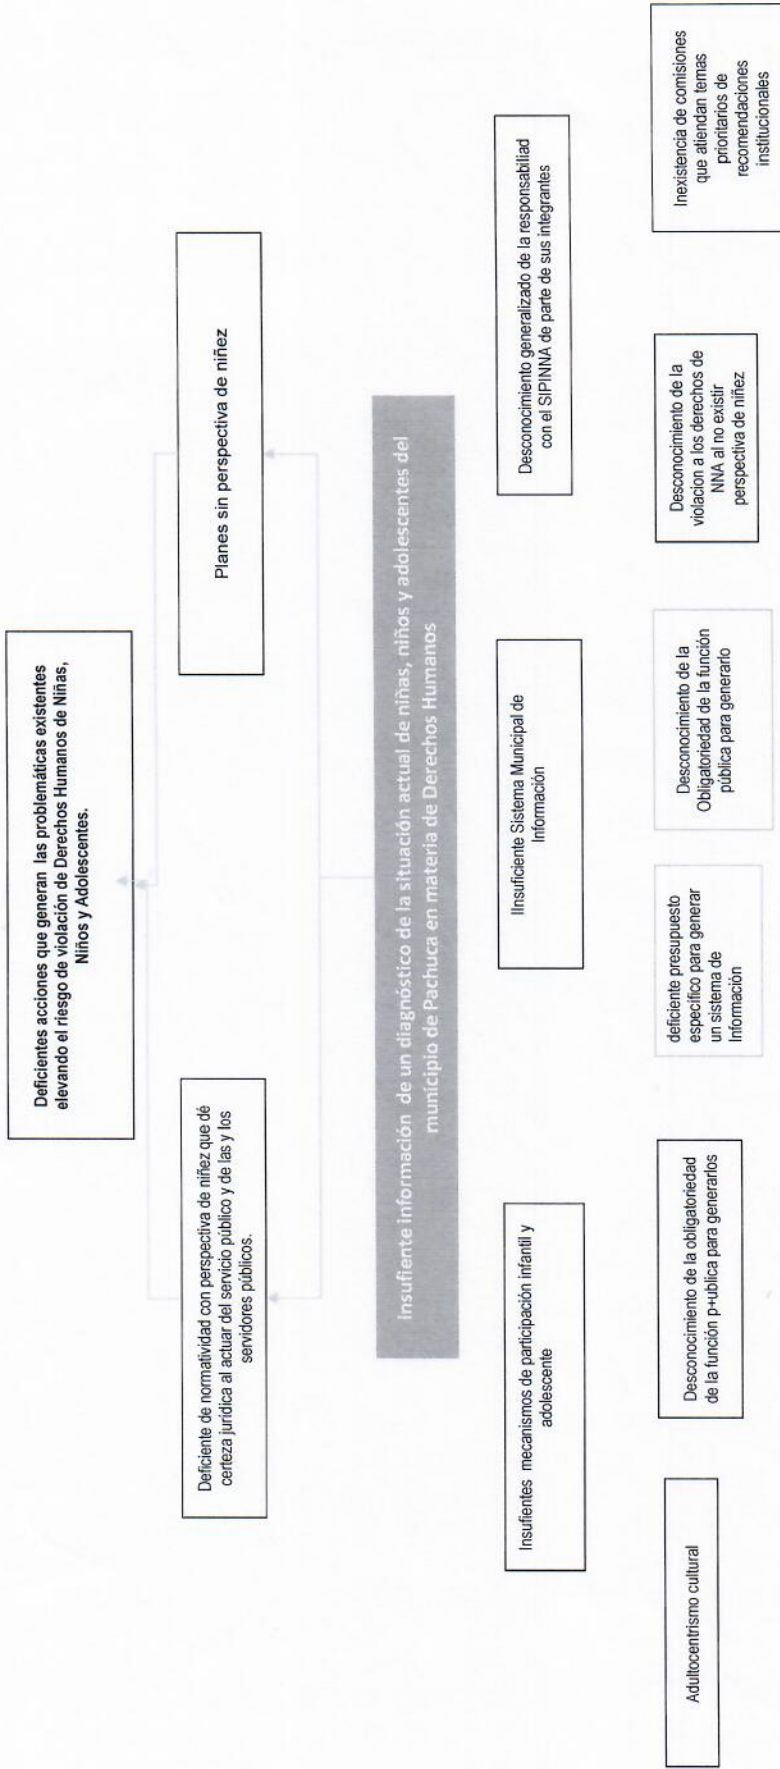 Deficientes acciones que generan las problemáticas existentes
elevando el riesgo de violación de Derechos Humanos de Niñas,
Niños y Adolescentes.
Deficiente de normatividad con perspectiva de niñez que dé
certeza jurídica al actuar del servicio público y de las y los
servidores públicos.
Planes sin perspectiva de niñez
Insufiente información de un diagnóstico de la situación actual de niñas, niños y adolescentes del
municipio de Pachuca en materia de Derechos Humanos
Insufientes mecanismos de participación infantil y
adolescente
IInsuficiente Sistema Municipal de
Información
Desconocimiento generalizado de la responsabiliad
con el SIPINNA de parte de sus integrantes
Adultocentrismo cultural
Desconocimiento de la obligatoriedad
de la función p+ublica para generarlos
deficiente presupuesto
específico para generar
un sistema de
Información
Desconocimiento de la
Obligatoriedad de la función
pública para generarlo
Desconocimiento de la
violacion a los derechos de
NNA al no existir
perspectiva de niñez
Inexistencia de comisiones
que atiendan temas
prioritarios de
recomendaciones
institucionales